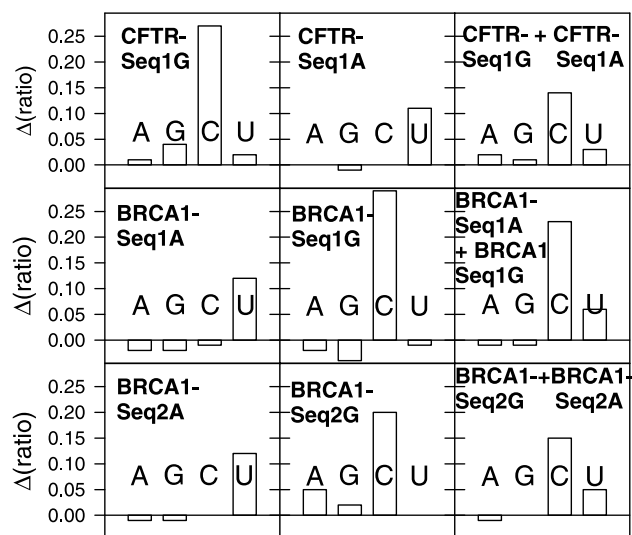 CFTR- CFTR- CFTR- + CFTR-
Seq1G Seq1A Seq1G Seq1A
0.25
0.20
0.15
0.10
0.05
0.00
Δ(ratio)
A G C U A G C U A G C U
BRCA1- BRCA1- BRCA1-
Seq1A Seq1G Seq1A
+ BRCA1
Seq1G
0.25
0.20
0.15
0.10
0.05
0.00
Δ(ratio)
A G C U A G C U A G C U
BRCA1- BRCA1- BRCA1-+BRCA1-
Seq2A Seq2G Seq2G Seq2A
0.25
0.20
0.15
0.10
0.05
0.00
Δ(ratio)
A G C U A G C U A G C U